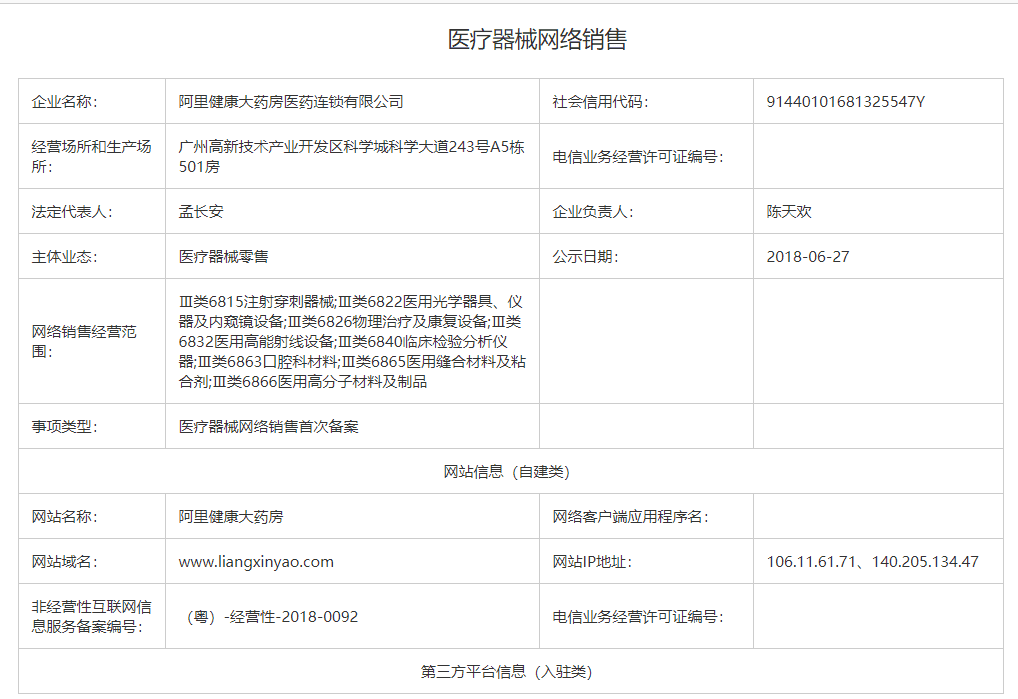 医疗器械网络销售
企业名称：
阿里健康大药房医药连锁有限公司
社会信用代码：
91440101681325547Y
经营场所和生产场
所：
广州高新技术产业开发区科学城科学大道243号A5栋
501房
电信业务经营许可证编号：
法定代表人：
孟长安
企业负责人：
陈天欢
主体业态：
医疗器械零售
公示日期：
2018-06-27
网络销售经营范
围：
Ⅲ类6815注射穿刺器械;Ⅲ类6822医用光学器具、仪
器及内窥镜设备;Ⅲ类6826物理治疗及康复设备;Ⅲ类
6832医用高能射线设备;Ⅲ类6840临床检验分析仪
器;Ⅲ类6863口腔科材料;Ⅲ类6865医用缝合材料及粘
合剂;Ⅲ类6866医用高分子材料及制品
事项类型：
医疗器械网络销售首次备案
网站信息（自建类）
网站名称：
阿里健康大药房
网络客户端应用程序名：
网站域名：
www.liangxinyao.com
网站IP地址：
106.11.61.71、140.205.134.47
非经营性互联网信
息服务备案编号：
（粤）-经营性-2018-0092
电信业务经营许可证编号：
第三方平台信息（入驻类）